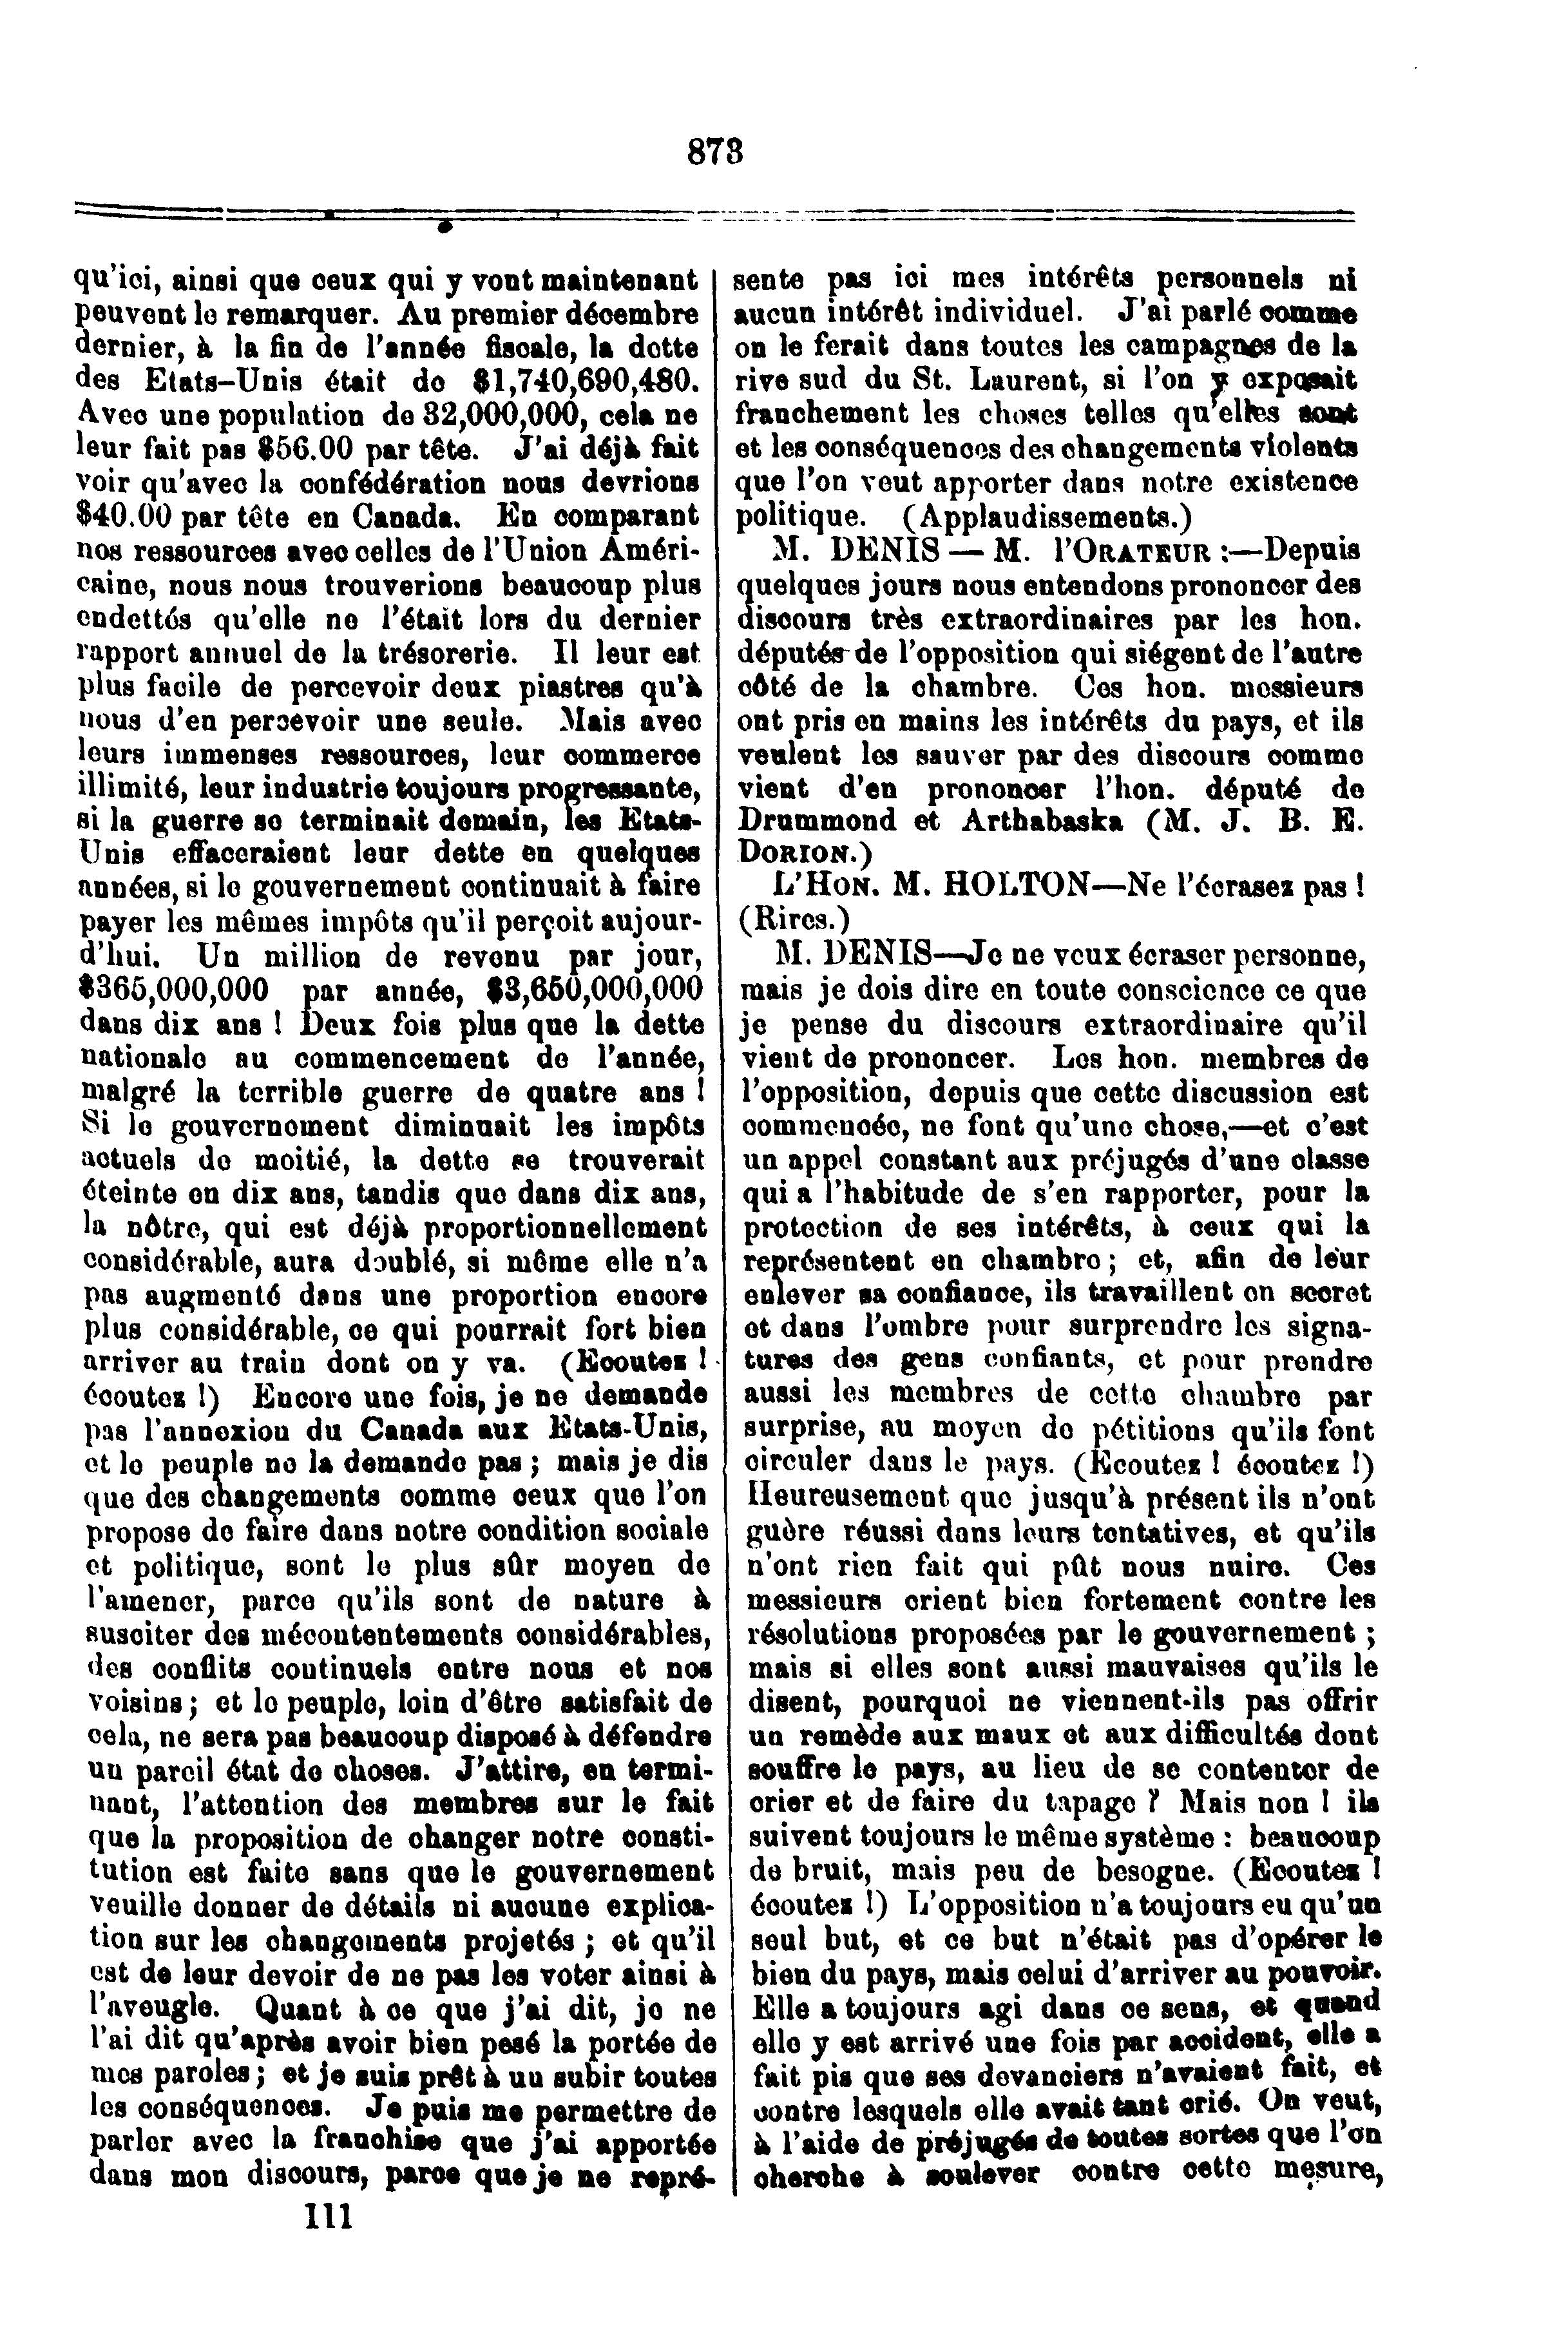 873
qu'ici, ainsi que ceux qui y vont maintenant
peuvent le remarquer. Au premier décembre
dernier, à la fin de l'année fiscale, la dette
des Etats-Unis était de $1,740,690,480.
Avec une population de 32,000,000, cela ne
leur fait pas $56.00 par tête. J'ai déjà fait
voir qu'avec la confédération nous devrions
$40.00 par tête en Canada. En comparant
nos ressources avec celles de l'Union Améri-
caine, nous nous trouverions beaucoup plus
endettés qu'elle ne l'était lors du dernier
rapport annuel de la trésorerie. Il leur est
plus facile de percevoir deux piastres qu'à
nous d'en percevoir une seule. Mais avec
leurs immenses ressources, leur commerce
illimité, leur industrie toujours progressante,
si la guerre se terminait demain, les Etats-
Unis effaceraient leur dette en quelques
années, si le gouvernement continuait à faire
payer les mêmes impôts qu'il perçoit aujour-
d'hui. Un million de revenu par jour,
$365,000,000 par année, $3,650,000,000
dans dix ans ! Deux fois plus que la dette
nationale au commencement de l'année,
malgré la terrible guerre de quatre ans !
Si le gouvernement diminuait les impôts
actuels de moitié, la dette se trouverait
éteinte en dix ans, tandis que dans dix ans,
la nôtre, qui est déjà proportionnellement
considérable, aura doublé, si même elle n'a
pas augmenté dans une proportion encore
plus considérable, ce qui pourrait fort bien
arriver au train dont on y va. (Ecoutez !
écoutez !) Encore une fois, je ne demande
pas l'annexion du Canada aux Etats-Unis,
et le peuple ne la demande pas ; mais je dis
que des changements comme ceux que l'on
propose de faire dans notre condition sociale
et politique, sont le plus sûr moyen de
l'amener, parce qu'ils sont de nature à
susciter des mécontentements considérables,
des conflits continuels entre nous et nos
voisins ; et le peuple, loin d'être satisfait de
cela, ne sera pas beaucoup disposé à défendre
un pareil état de choses. J'attire, en termi-
nant, l'attention des membres sur le fait
que la proposition de changer notre consti-
tution est faite sans que le gouvernement
veuille donner de détails ni aucune explica-
tion sur les changements projetés ; et qu'il
est de leur devoir de ne pas les voter ainsi à
l'aveugle. Quant à ce que j'ai dit, je ne
l'ai dit qu'après avoir bien pesé la portée de
mes paroles ; et je suis prêt à uu subir toutes
les conséquences. Je puis me permettre de
parler avec la franchise que j'ai apportée
dans mon discours, parce que je ne repré-
111
sente pas ici mes intérêts personnels ni
aucun intérêt individuel. J'ai parlé comme
on le ferait dans toutes les campagnes de la
rive sud du St. Laurent, si l'on y exposait
franchement les choses telles qu'elles sont
et les conséquences des changements violents
que l'on veut apporter dans notre existence
politique. (Applaudissements.)
M. DENIS — M. l'ORATEUR :—Depuis
quelques jours nous entendons prononcer des
discours très extraordinaires par les hon.
députés de l'opposition qui siégent de l'autre
côté de la chambre. Ces hon. messieurs
ont pris en mains les intérêts du pays, et ils
veulent les sauver par des discours comme
vient d'en prononcer l'hon. député de
Drummond et Arthabaska (M. J. B. E.
DORION.)
L'HON. M. HOLTON—Ne l'écrasez pas !
(Rires.)
M. DENIS—Je ne veux écraser personne,
mais je dois dire en toute conscience ce que
je pense du discours extraordinaire qu'il
vient de prononcer. Les hon. membres de
l'opposition, depuis que cette discussion est
commencée, ne font qu'une chose,—et c'est
un appel constant aux préjugés d'une classe
qui a l'habitude de s'en rapporter, pour la
protection de ses intérêts, à ceux qui la
représentent en chambre ; et, afin de leur
enlever sa confiance, ils travaillent en secret
et dans l'ombre pour surprendre les signa-
tures des gens confiants, et pour prendre
aussi les membres de cette chambre par
surprise, au moyen de pétitions qu'ils font
circuler dans le pays. (Ecoutez ! écoutez !)
Heureusement que jusqu'à présent ils n'ont
guère réussi dans leurs tentatives, et qu'ils
n'ont rien fait qui pût nous nuire. Ces
messieurs crient bien fortement contre les
résolutions proposées par le gouvernement ;
mais si elles sont aussi mauvaises qu'ils le
disent, pourquoi ne viennent-ils pas offrir
un remède aux maux et aux difficultés dont
souffre le pays, au lieu de se contenter de
crier et de faire du tapage ? Mais non ! ils
suivent toujours le même système : beaucoup
de bruit, mais peu de besogne. (Ecoutez !
écoutez !) L'opposition n'a toujours eu qu'un
seul but, et ce but n'était pas d'opérer le
bien du pays, mais celui d'arriver au pouvoir.
Elle a toujours agi dans ce sens, et quand
elle y est arrivé une fois par accident, elle a
fait pis que ses devanciers n'avaient fait, et
contre lesquels elle avait tant crié. On veut,
à l'aide de préjugés de toutes sortes que l'on
cherche à soulever contre cette mesure,